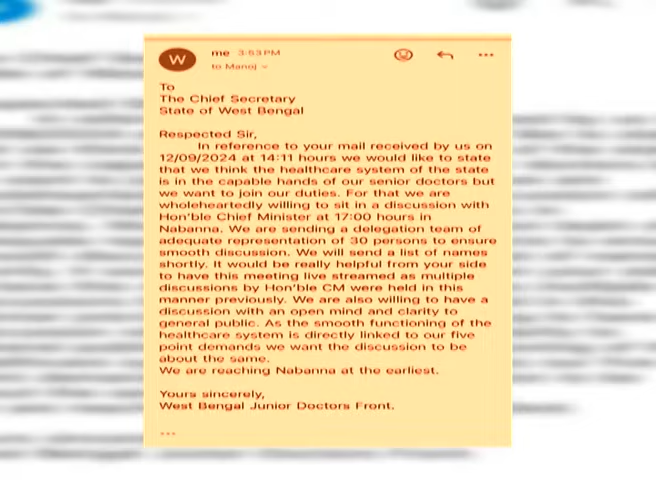 W
me 3:53 PM
to Manoj
To
The Chief Secretary
State of West Bengal
Respected Sir,
In reference to your mail received by us on
12/09/2024 at 14:11 hours we would like to state
that we think the healthcare system of the state
is in the capable hands of our senior doctors but
we want to join our duties. For that we are
wholeheartedly willing to sit in a discussion with
Hon'ble Chief Minister at 17:00 hours in
Nabanna. We are sending a delegation team of
adequate representation of 30 persons to ensure
smooth discussion. We will send a list of names
shortly. It would be really helpful from your side
to have this meeting live streamed as multiple
discussions by Hon'ble CM were held in this
manner previously. We are also willing to have a
discussion with an open mind and clarity to
general public. As the smooth functioning of the
healthcare system is directly linked to our five
point demands we want the discussion to be
about the same.
We are reaching Nabanna at the earliest.
Yours sincerely,
West Bengal Junior Doctors Front.